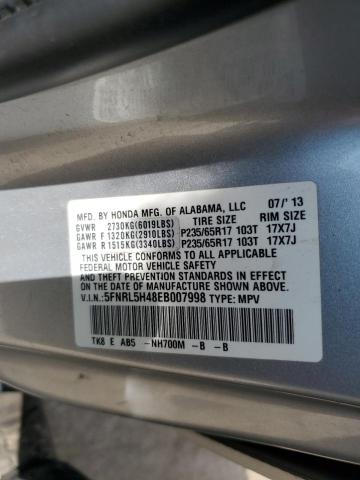 MFD. BY HONDA MFG. OF ALABAMA, LLC 07/'13
GVWR 2730KG(6019LBS) TIRE SIZE RIM SIZE
GAWR F 1320KG(2910LBS) P235/65R17 103T 17X7J
GAWR R 1515KG(3340LBS) P235/65R17 103T 17X7J
THIS VEHICLE CONFORMS TO ALL APPLICABLE
FEDERAL MOTOR VEHICLE SAFETY
AND THEFT PREVENTION STANDARDS IN EFFECT
ON THE DATE OF MANUFACTURE SHOWN ABOVE.
V.I.N.: 5FNRL5H48EB007998 TYPE: MPV
TK8 E AB5 -NH700M -B -B